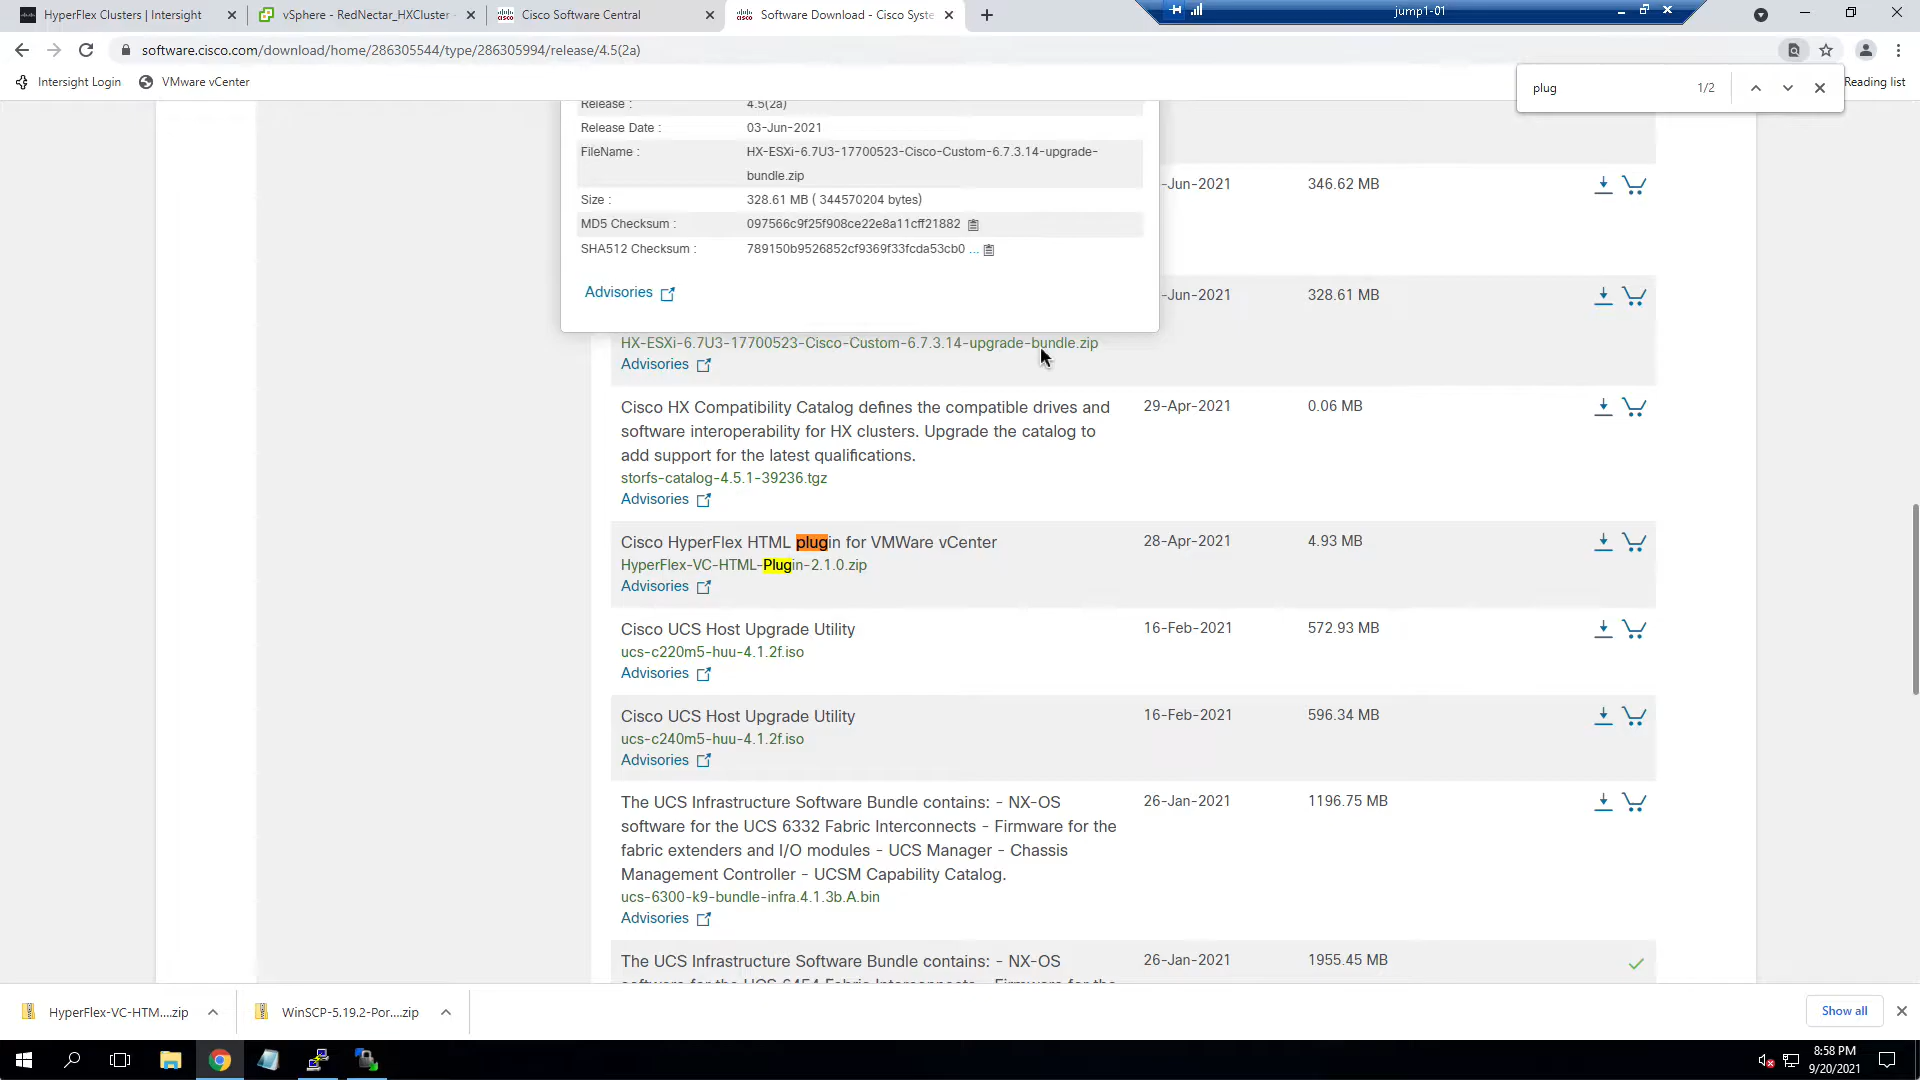 HyperFlex Clusters | Intersight
vSphere - RedNectar_HXCluster -
Cisco Software Central
Software Download - Cisco Syste
jump1-01
software.cisco.com/download/home/286305544/type/286305994/release/4.5(2a)
Intersight Login
VMware vCenter
plug
1/2
Reading list
Release :
4.5(2a)
Release Date :
03-Jun-2021
FileName :
HX-ESXi-6.7U3-17700523-Cisco-Custom-6.7.3.14-upgrade-
bundle.zip
Size :
328.61 MB ( 344570204 bytes)
MD5 Checksum :
097566c9f25f908ce22e8a11cff21882
SHA512 Checksum :
789150b9526852cf9369f33fcda53cb0 ...
Advisories
-Jun-2021
346.62 MB
-Jun-2021
328.61 MB
HX-ESXi-6.7U3-17700523-Cisco-Custom-6.7.3.14-upgrade-bundle.zip
Advisories
Cisco HX Compatibility Catalog defines the compatible drives and
software interoperability for HX clusters. Upgrade the catalog to
add support for the latest qualifications.
storfs-catalog-4.5.1-39236.tgz
Advisories
29-Apr-2021
0.06 MB
Cisco HyperFlex HTML plugin for VMWare vCenter
HyperFlex-VC-HTML-Plugin-2.1.0.zip
Advisories
28-Apr-2021
4.93 MB
Cisco UCS Host Upgrade Utility
ucs-c220m5-huu-4.1.2f.iso
Advisories
16-Feb-2021
572.93 MB
Cisco UCS Host Upgrade Utility
ucs-c240m5-huu-4.1.2f.iso
Advisories
16-Feb-2021
596.34 MB
The UCS Infrastructure Software Bundle contains: - NX-OS
software for the UCS 6332 Fabric Interconnects - Firmware for the
fabric extenders and I/O modules - UCS Manager - Chassis
Management Controller - UCSM Capability Catalog.
ucs-6300-k9-bundle-infra.4.1.3b.A.bin
Advisories
26-Jan-2021
1196.75 MB
The UCS Infrastructure Software Bundle contains: - NX-OS
software for the UCS 6454 Fabric Interconnects - Firmware for the
26-Jan-2021
1955.45 MB
HyperFlex-VC-HTM....zip
WinSCP-5.19.2-Por....zip
Show all
8:58 PM
9/20/2021